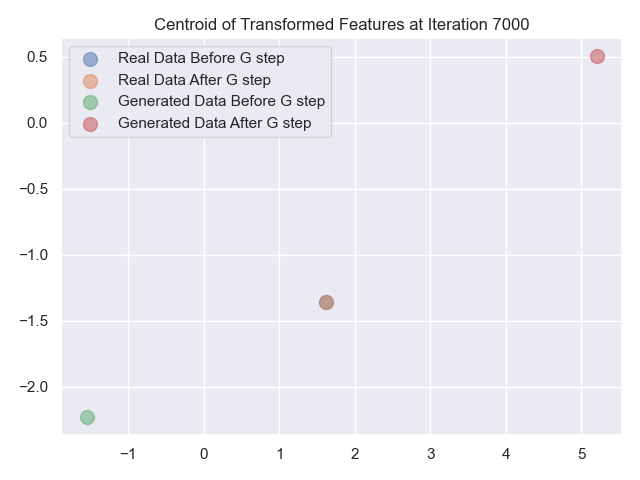 Centroid of Transformed Features at Iteration 7000
Real Data Before G step
Real Data After G step
Generated Data Before G step
Generated Data After G step
0.5
0.0
−0.5
−1.0
−1.5
−2.0
−1 0 1 2 3 4 5